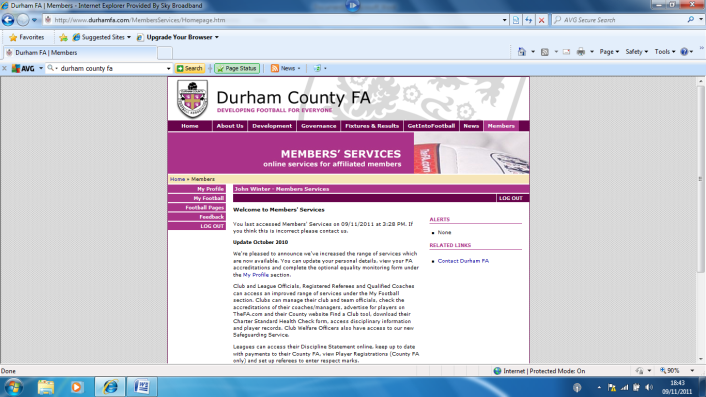 Durham FA | Members - Internet Explorer Provided By Sky Broadband
http://www.durhamfa.com/MembersServices/Homepage.htm
AVG Secure Search
Favorites Suggested Sites Upgrade Your Browser
Durham FA | Members
Page Safety Tools
AVG durham county fa Search Page Status News
Durham County FA
DEVELOPING FOOTBALL FOR EVERYONE
Home About Us Development Governance Fixtures & Results GetIntoFootball News Members
MEMBERS' SERVICES
online services for affiliated members
Home » Members
My Profile
My Football
Football Pages
Feedback
LOG OUT
John Winter - Members Services
LOG OUT
Welcome to Members' Services
You last accessed Members' Services on 09/11/2011 at 3:28 PM. If
you think this is incorrect please contact us.
Update October 2010
We're pleased to announce we've increased the range of services which
are now available. You can update your personal details, view your FA
accreditations and complete the optional equality monitoring form under
the My Profile section.
Club and League Officials, Registered Referees and Qualified Coaches
can access an improved range of services under the My Football
section. Clubs can manage their club and team officials, check the
accreditations of their coaches/managers, advertise for players on
TheFA.com and their County website Find a Club tool, download their
Charter Standard Health Check form, access disciplinary information
and player records. Club Welfare Officers also have access to our new
Safeguarding Service.
Leagues can access their Discipline Statement online, keep up to date
with payments to their County FA, view Player Registrations (County FA
only) and set up referees to enter respect marks.
ALERTS
None
RELATED LINKS
Contact Durham FA
Done
Internet | Protected Mode: On
90%
18:43
09/11/2011